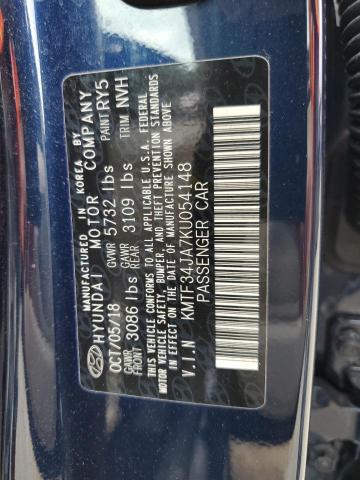 MANUFACTURED IN KOREA BY
HYUNDAI MOTOR COMPANY
OCT/05/18 GVWR 5732 lbs PAINT RY5
GAWR FRONT 3086 lbs GAWR REAR 3109 lbs TRIM NVH
THIS VEHICLE CONFORMS TO ALL APPLICABLE U.S.A. FEDERAL
MOTOR VEHICLE SAFETY, BUMPER, AND THEFT PREVENTION STANDARDS
IN EFFECT ON THE DATE OF MANUFACTURE SHOWN ABOVE.
V.I.N KMTF34JA7KU054148
PASSENGER CAR